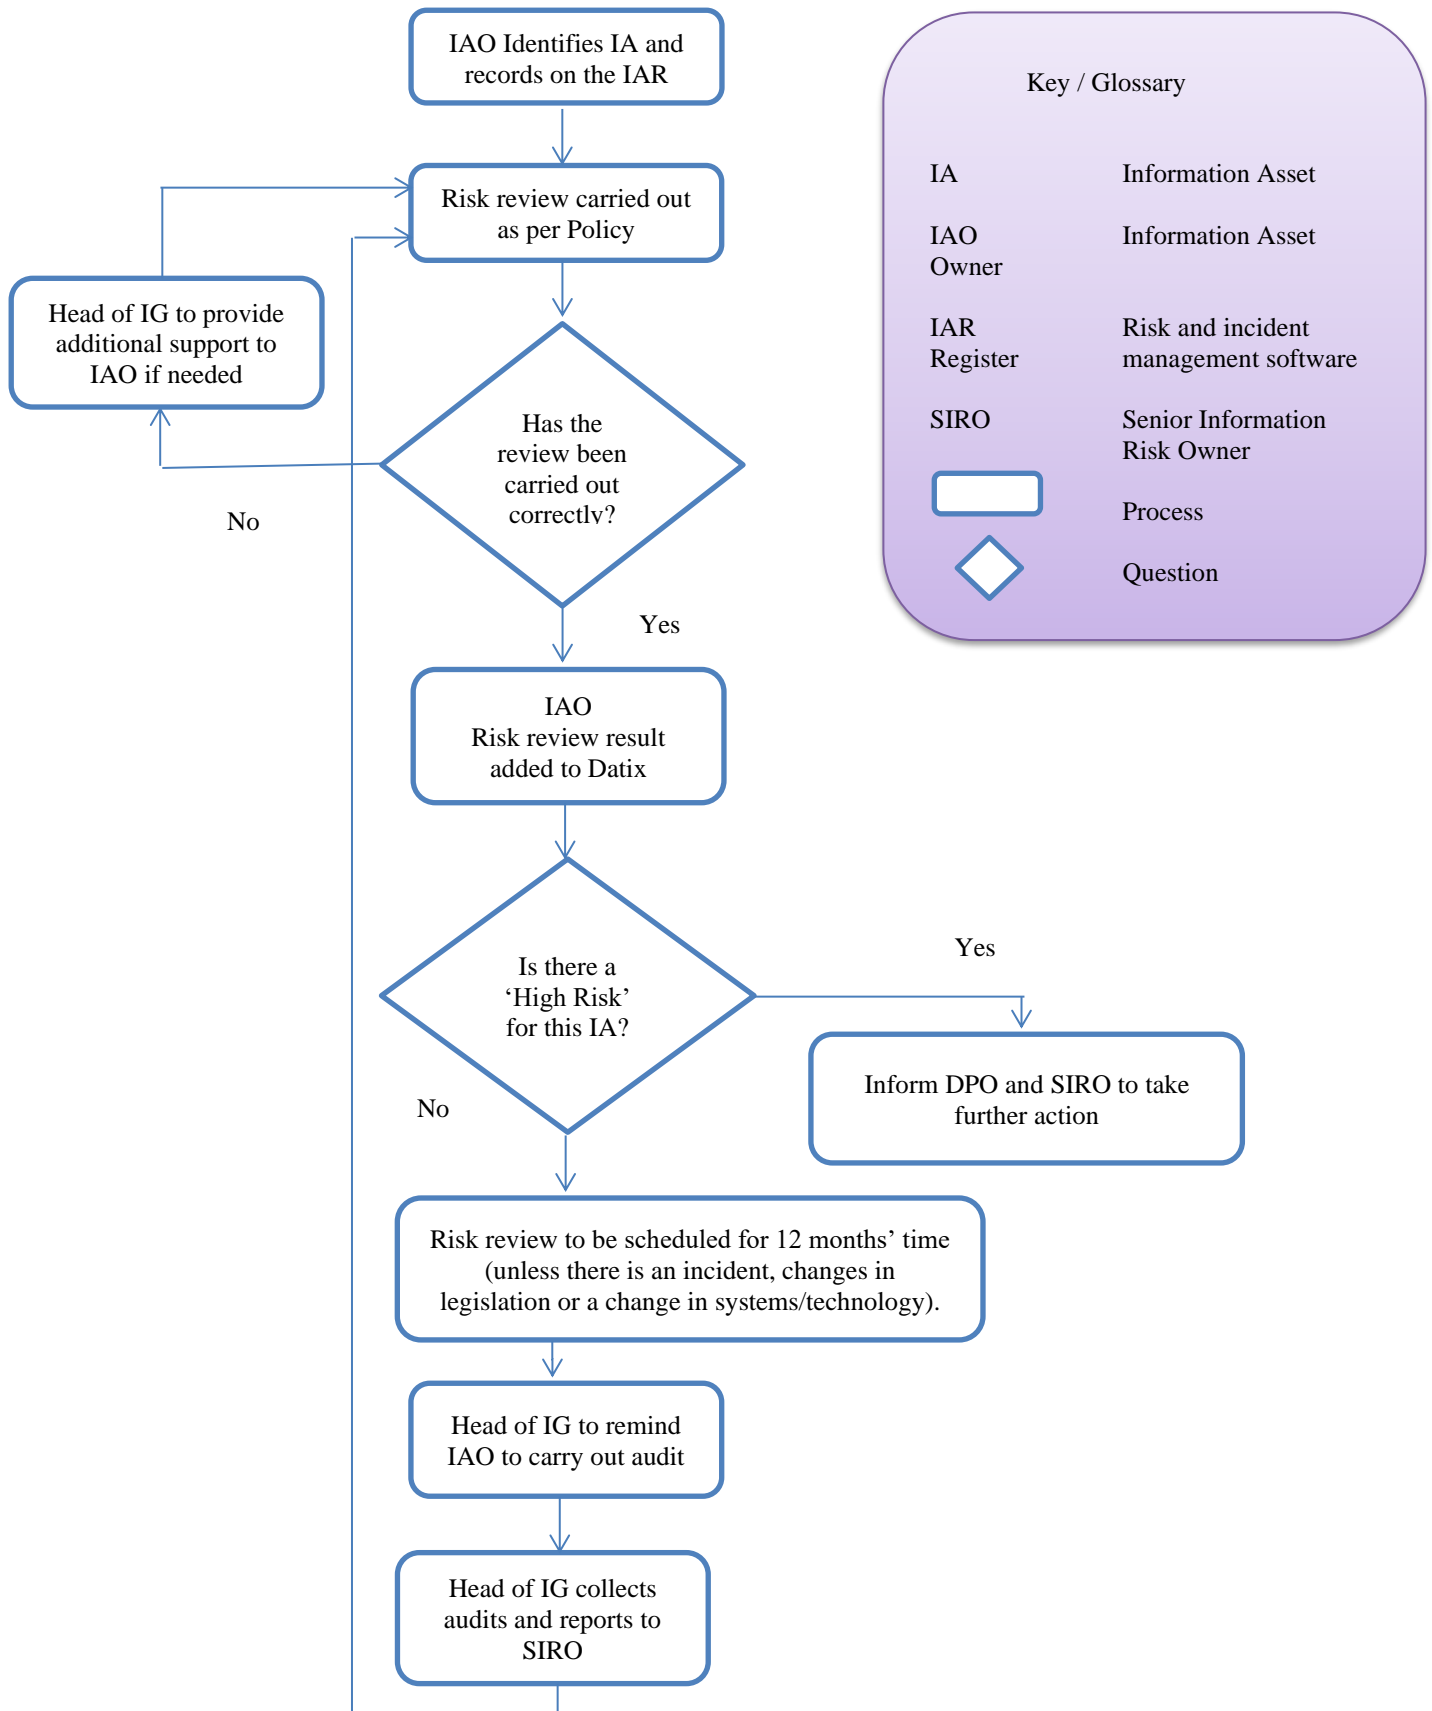 IAO Identifies IA and
records on the IAR
Risk review carried out
as per Policy
Head of IG to provide
additional support to
IAO if needed
Has the
review been
carried out
correctly?
No
Yes
IAO
Risk review result
added to Datix
Is there a
‘High Risk’
for this IA?
Yes
No
Inform DPO and SIRO to take
further action
Risk review to be scheduled for 12 months’ time
(unless there is an incident, changes in
legislation or a change in systems/technology).
Head of IG to remind
IAO to carry out audit
Head of IG collects
audits and reports to
SIRO
Key / Glossary
IA Information Asset
IAO Information Asset
Owner
IAR Risk and incident
Register management software
SIRO Senior Information
Risk Owner
Process
Question